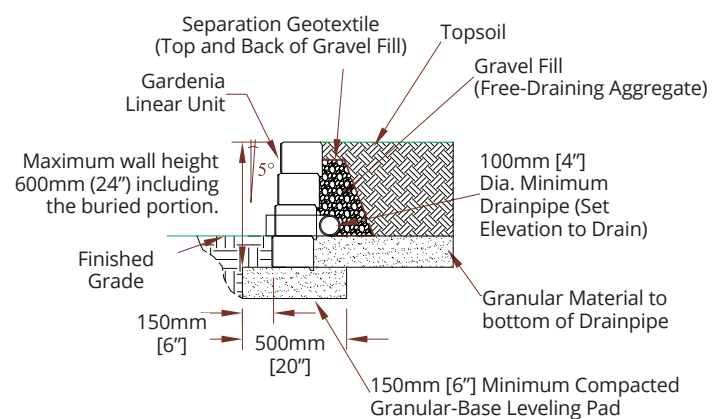 Separation Geotextile
(Top and Back of Gravel Fill)
Topsoil
Gardenia
Linear Unit
Gravel Fill
(Free-Draining Aggregate)
Maximum wall height
600mm (24”) including
the buried portion.
5°
100mm [4”]
Dia. Minimum
Drainpipe (Set
Elevation to Drain)
Finished
Grade
Granular Material to
bottom of Drainpipe
150mm
[6”]
500mm
[20”]
150mm [6”] Minimum Compacted
Granular-Base Leveling Pad